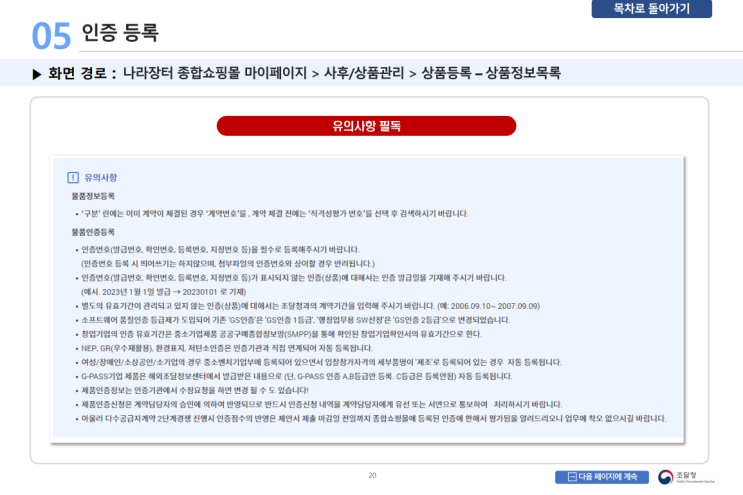 목차로 돌아가기
05 인증 등록
▶ 화면 경로 : 나라장터 종합쇼핑몰 마이페이지 > 사후/상품관리 > 상품등록 – 상품정보목록
유의사항 필독
유의사항
물품정보등록
• '구분' 란에는 이미 계약이 체결된 경우 '계약번호'를 , 계약 체결 전에는 '적격성평가 번호'를 선택 후 검색하시기 바랍니다.
물품인증등록
• 인증번호(발급번호, 확인번호, 등록번호, 지정번호 등)을 필수로 등록해주시기 바랍니다.
(인증번호 등록 시 띄어쓰기는 하지않으며, 첨부파일의 인증번호와 상이할 경우 반려됩니다.)
• 인증번호(발급번호, 확인번호, 등록번호, 지정번호 등)가 표시되지 않는 인증(상품)에 대해서는 인증 발급일을 기재해 주시기 바랍니다.
(예시. 2023년 1월 1일 발급 → 20230101 로 기재)
• 별도의 유효기간이 관리되고 있지 않는 인증(상품)에 대해서는 조달청과의 계약기간을 입력해 주시기 바랍니다. (예: 2006.09.10~ 2007.09.09)
• 소프트웨어 품질인증 등급제가 도입되어 기존 'GS인증'은 'GS인증 1등급', '행정업무용 SW선정'은 'GS인증 2등급'으로 변경되었습니다.
• 창업기업의 인증 유효기간은 중소기업제품 공공구매종합정보망(SMPP)을 통해 확인된 창업기업확인서의 유효기간으로 한다.
• NEP, GR(우수재활용), 환경표지, 저탄소인증은 인증기관과 직접 연계되어 자동 등록됩니다.
• 여성/장애인/소상공인/소기업의 경우 중소벤처기업부에 등록되어 있으면서 입찰참가자격의 세부품명이 '제조'로 등록되어 있는 경우 자동 등록됩니다.
• G-PASS기업 제품은 해외조달정보센터에서 발급받은 내용으로 (단, G-PASS 인증 A,B등급만 등록. C등급은 등록안됨) 자동 등록됩니다.
• 제품인증정보는 인증기관에서 수정요청을 하면 변경 될 수 도 있습니다!
• 제품인증신청은 계약담당자의 승인에 의하여 반영되므로 반드시 인증신청 내역을 계약담당자에게 유선 또는 서면으로 통보하여 처리하시기 바랍니다.
• 아울러 다수공급자계약 2단계경쟁 진행시 인증점수의 반영은 제안서 제출 마감일 전일까지 종합쇼핑몰에 등록된 인증에 한해서 평가됨을 알려드리오니 업무에 착오 없으시길 바랍니다.
20
다음 페이지에 계속
조달청
Public Procurement Service